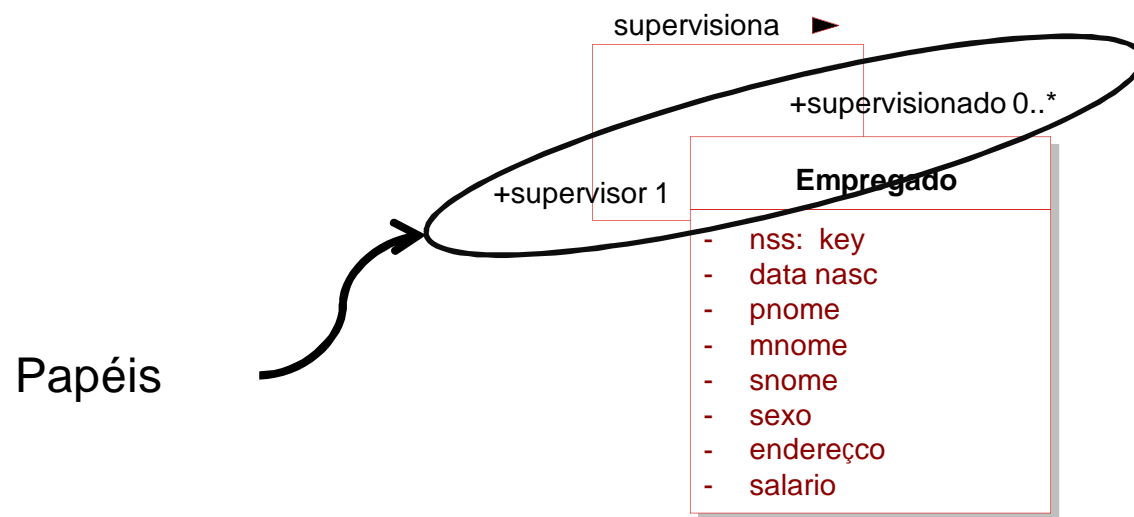 supervisiona
+supervisionado 0..*
Empregado
+supervisor 1
- nss: key
- data nasc
- pnome
- mnome
- snome
- sexo
- endereçco
- salario
Papéis